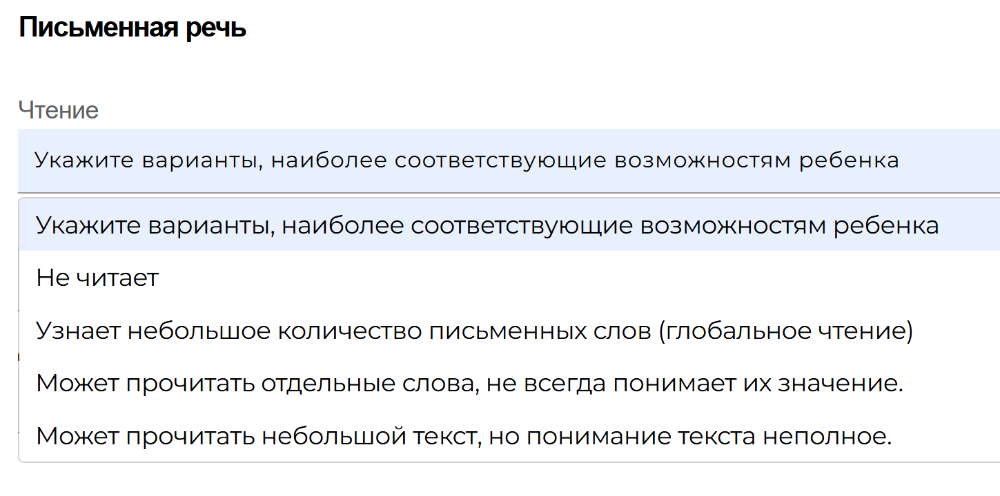 Письменная речь
Чтение
Укажите варианты, наиболее соответствующие возможностям ребенка
Укажите варианты, наиболее соответствующие возможностям ребенка
Не читает
Узнает небольшое количество письменных слов (глобальное чтение)
Может прочитать отдельные слова, не всегда понимает их значение.
Может прочитать небольшой текст, но понимание текста неполное.